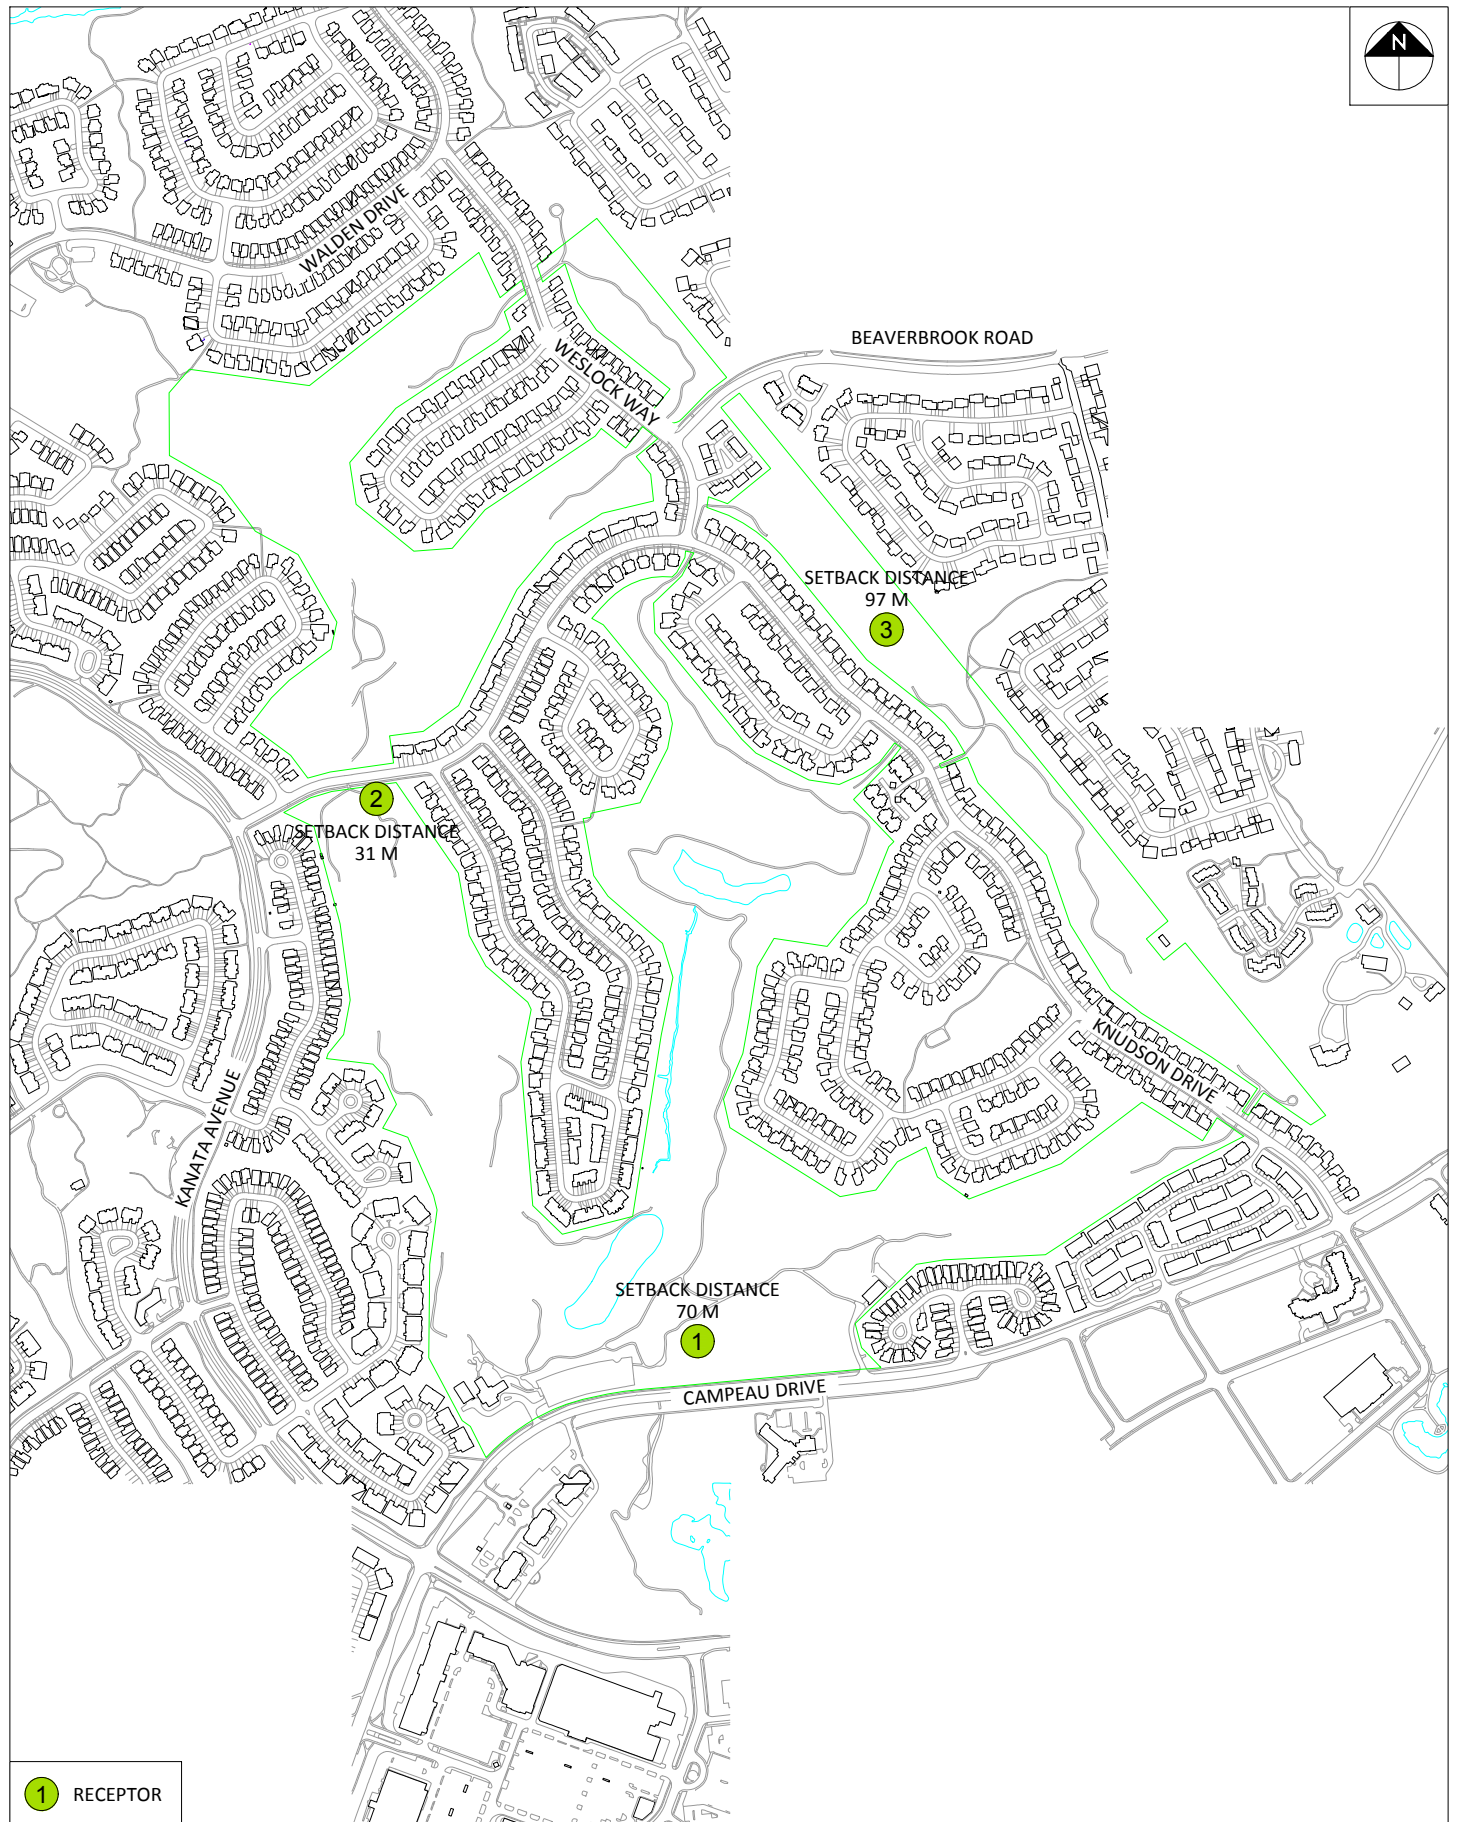 N
WALDEN DRIVE
BEAVERBROOK ROAD
WESLOCK WAY
SETBACK DISTANCE
97 M
3
2
SETBACK DISTANCE
31 M
KNUDSON DRIVE
KANATA AVENUE
SETBACK DISTANCE
70 M
1
CAMPEAU DRIVE
1 RECEPTOR